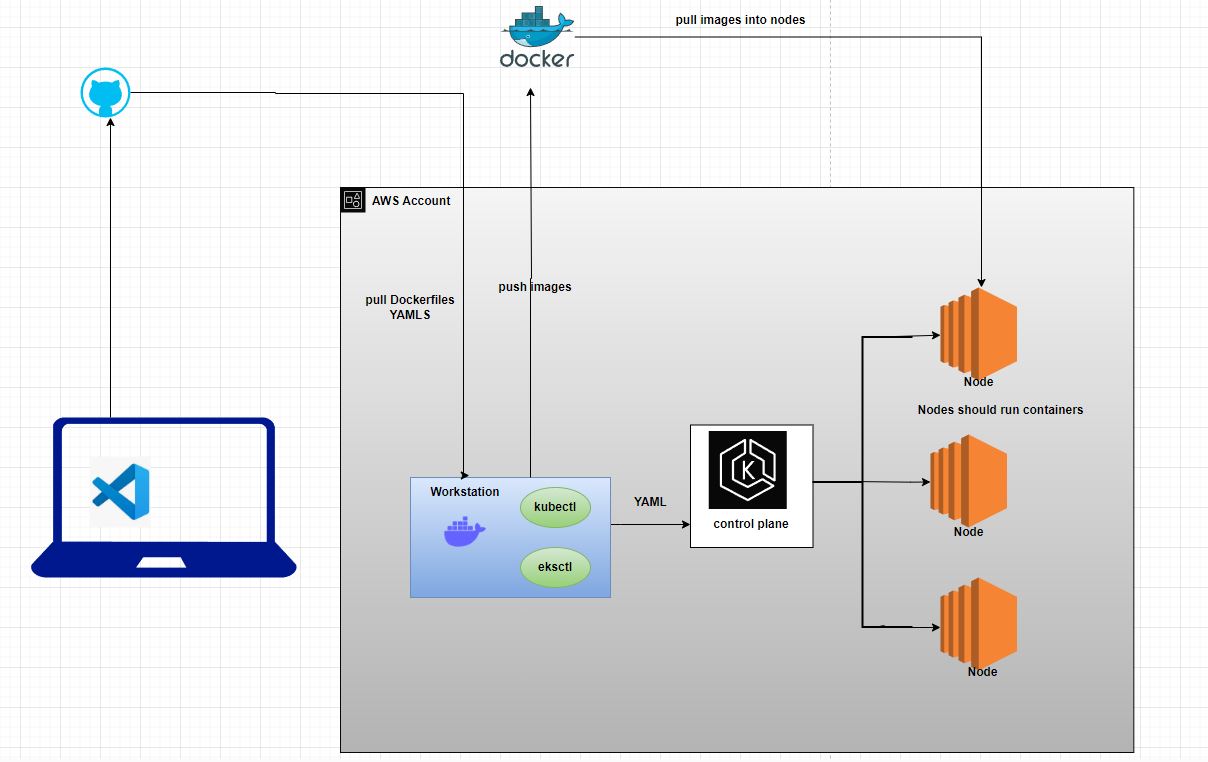 pull images into nodes
docker
AWS Account
push images
pull Dockerfiles
YAMLS
Node
Nodes should run containers
Workstation
kubectl
YAML
K
control plane
Node
eksctl
Node